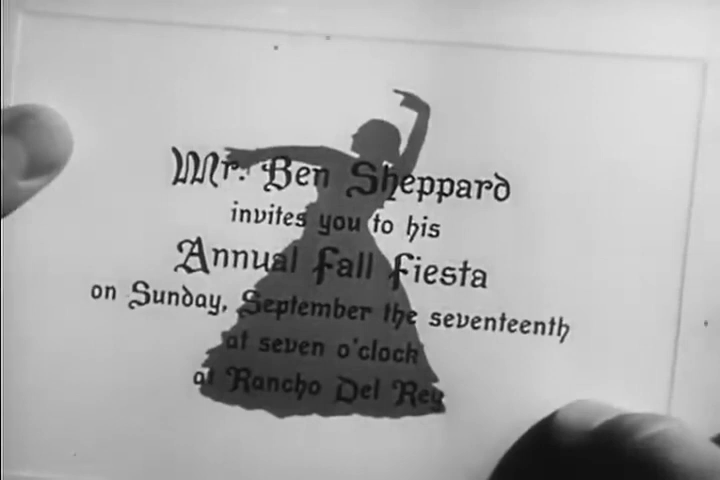 Mr. Ben Sheppard
invites you to his
Annual Fall Fiesta
on Sunday, September the seventeenth
at seven o'clock
at Rancho Del Rey